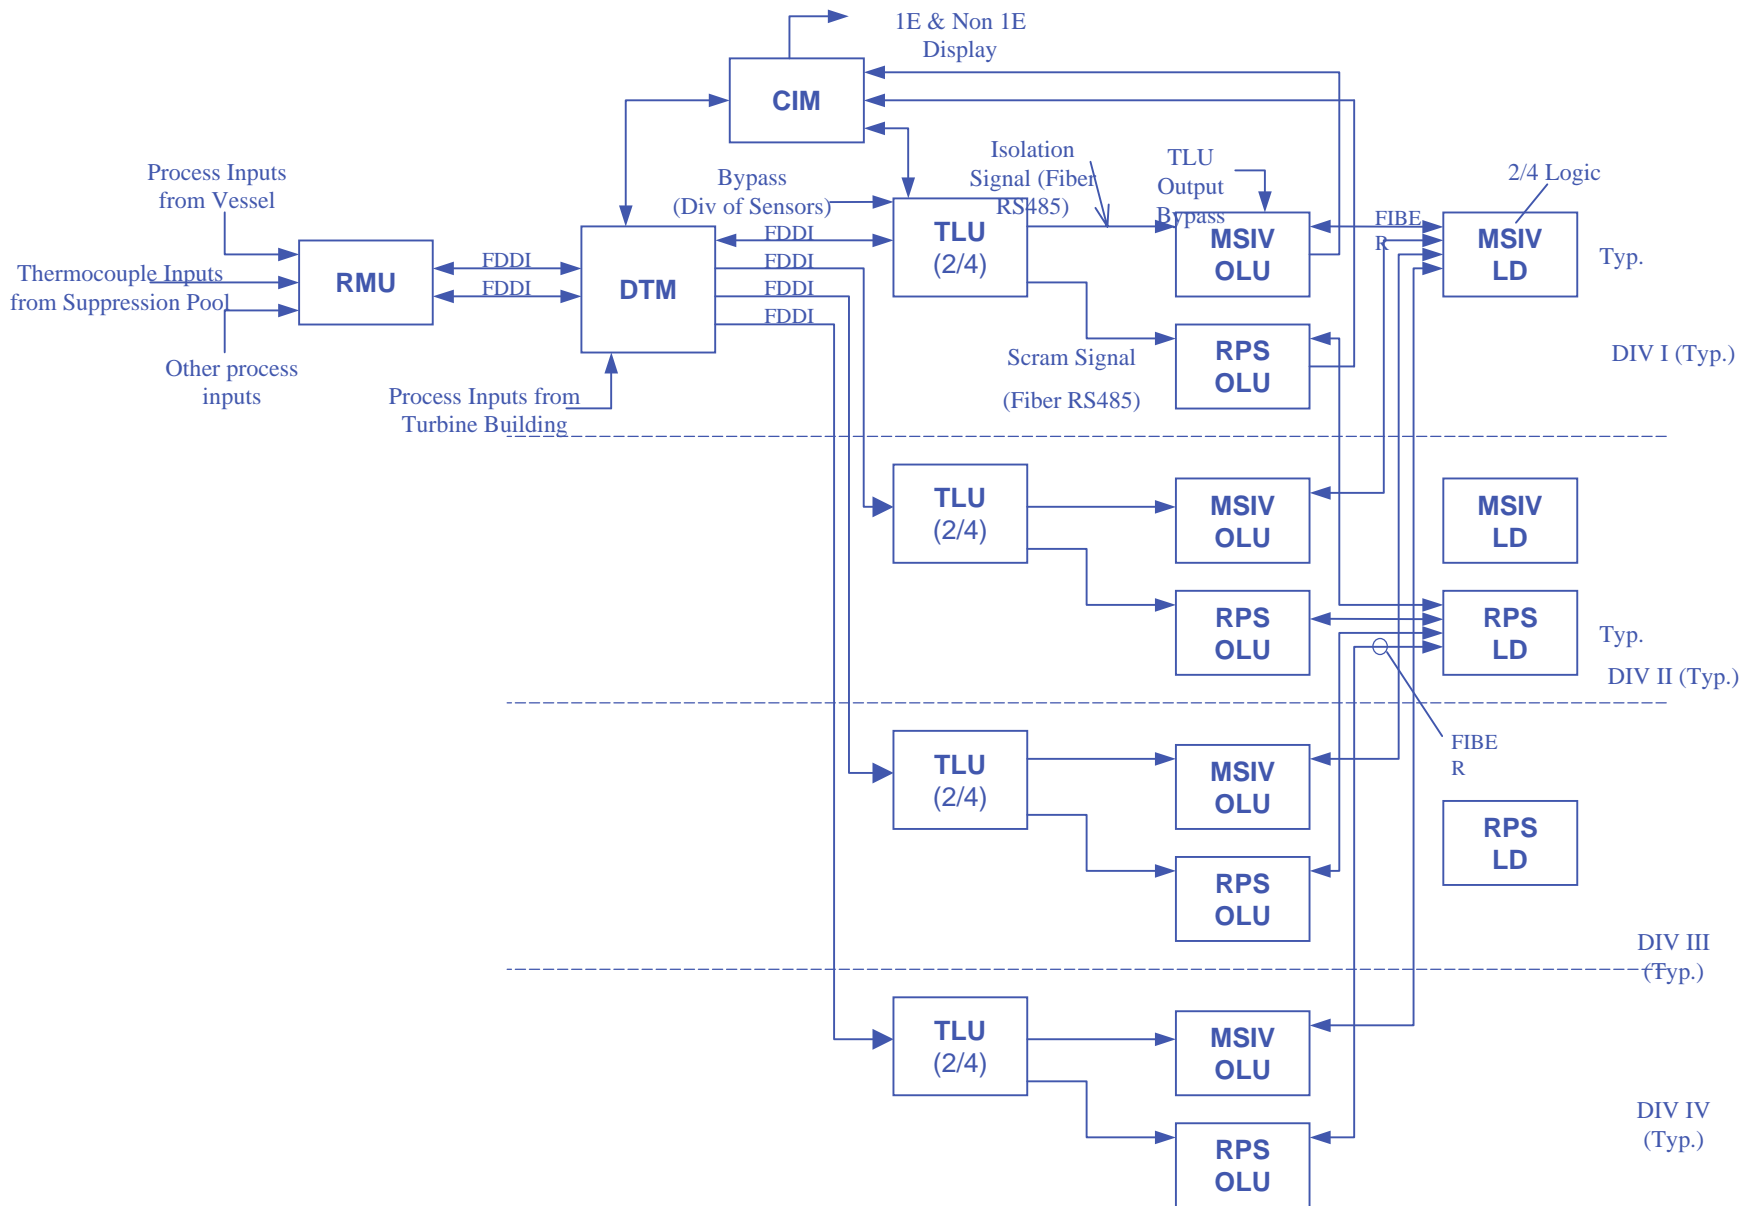 1E & Non 1E
Display
CIM
Process Inputs
from Vessel
Thermocouple Inputs
from Suppression Pool
Other process
inputs
RMU
FDDI
FDDI
DTM
Process Inputs from
Turbine Building
Bypass
(Div of Sensors)
FDDI
FDDI
FDDI
FDDI
TLU
(2/4)
Isolation
Signal (Fiber
RS485)
TLU
Output
Bypass
MSIV
OLU
FIBE
R
2/4 Logic
MSIV
LD
Typ.
Scram Signal
(Fiber RS485)
RPS
OLU
DIV I (Typ.)
TLU
(2/4)
MSIV
OLU
MSIV
LD
RPS
OLU
RPS
LD
Typ.
DIV II (Typ.)
TLU
(2/4)
MSIV
OLU
FIBE
R
RPS
LD
RPS
OLU
DIV III
(Typ.)
TLU
(2/4)
MSIV
OLU
RPS
OLU
DIV IV
(Typ.)